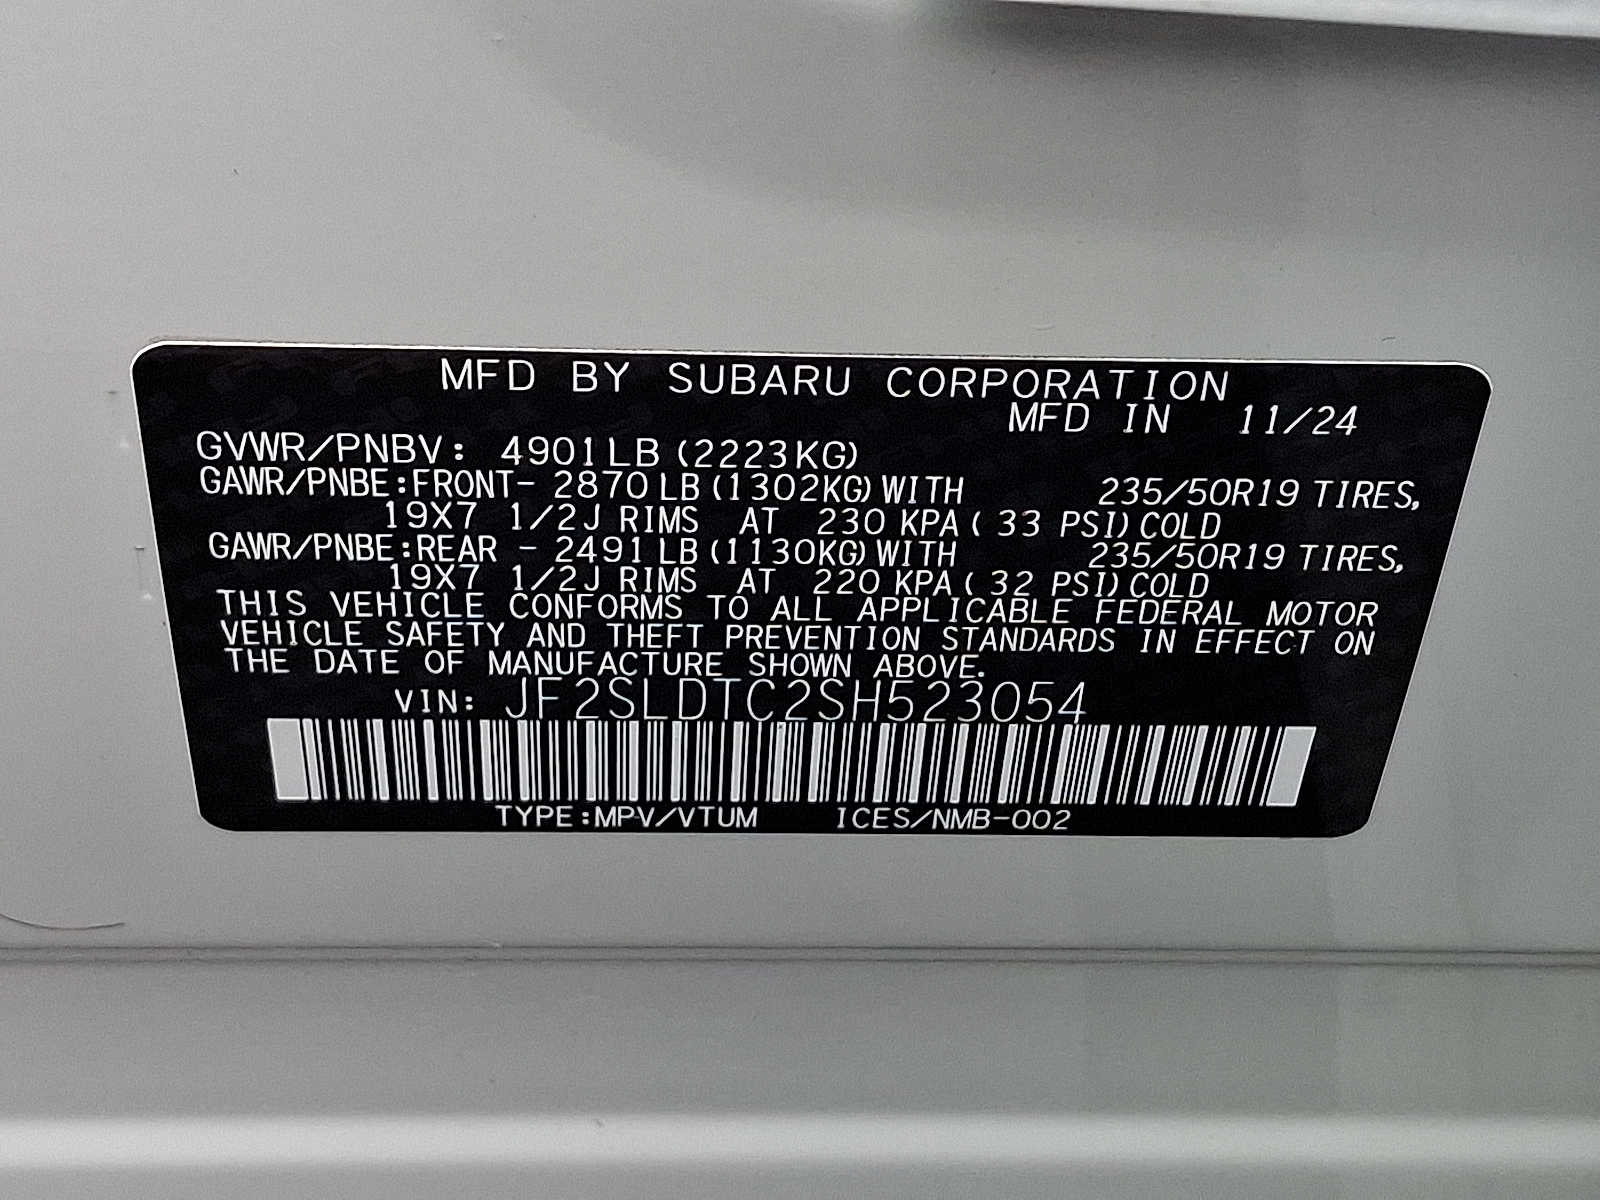 MFD BY SUBARU CORPORATION
MFD IN 11/24
GVWR/PNBV: 4901LB (2223KG)
GAWR/PNBE:FRONT- 2870 LB (1302KG) WITH 235/50R19 TIRES,
19X7 1/2J RIMS AT 230 KPA ( 33 PSI) COLD
GAWR/PNBE:REAR - 2491 LB (1130KG) WITH 235/50R19 TIRES,
19X7 1/2J RIMS AT 220 KPA ( 32 PSI) COLD
THIS VEHICLE CONFORMS TO ALL APPLICABLE FEDERAL MOTOR
VEHICLE SAFETY AND THEFT PREVENTION STANDARDS IN EFFECT ON
THE DATE OF MANUFACTURE SHOWN ABOVE.
VIN: JF2SLDTC2SH523054
TYPE:MPV/VTUM ICES/NMB-002